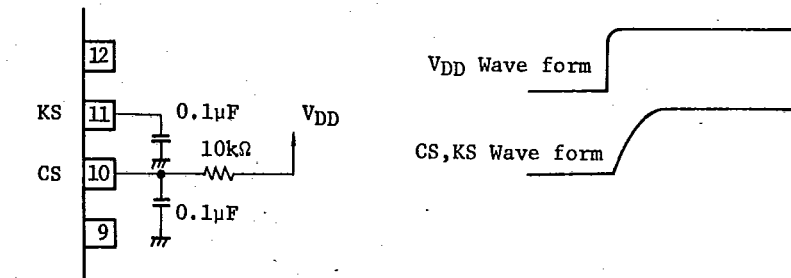 12
KS 11 0.1μF VDD
10kΩ
CS 10
0.1μF
9
VDD Wave form
CS,KS Wave form